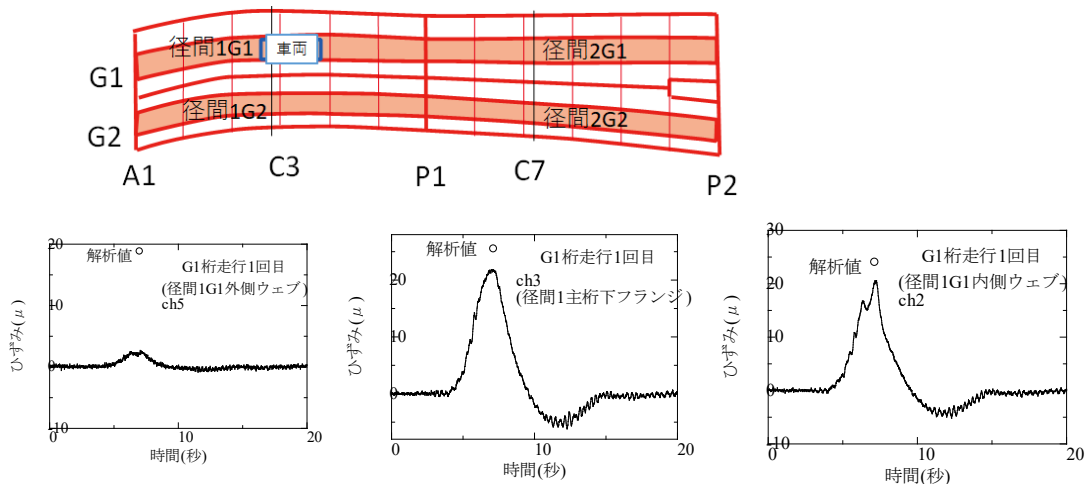 径間1G1
車両
径間2G1
G1
径間1G2
径間2G2
G2
A1
C3
P1
C7
P2
20
解析値
G1桁走行1回目
(径間1G1外側ウェブ)
ch5
10
ひずみ(μ)
0
-10
0
10
20
時間(秒)
解析値
G1桁走行1回目
ch3
(径間1主桁下フランジ)
20
10
ひずみ(μ)
0
0
10
20
時間(秒)
30
解析値
G1桁走行1回目
(径間1G1内側ウェブ)
ch2
20
10
ひずみ(μ)
0
-10
0
10
20
時間(秒)